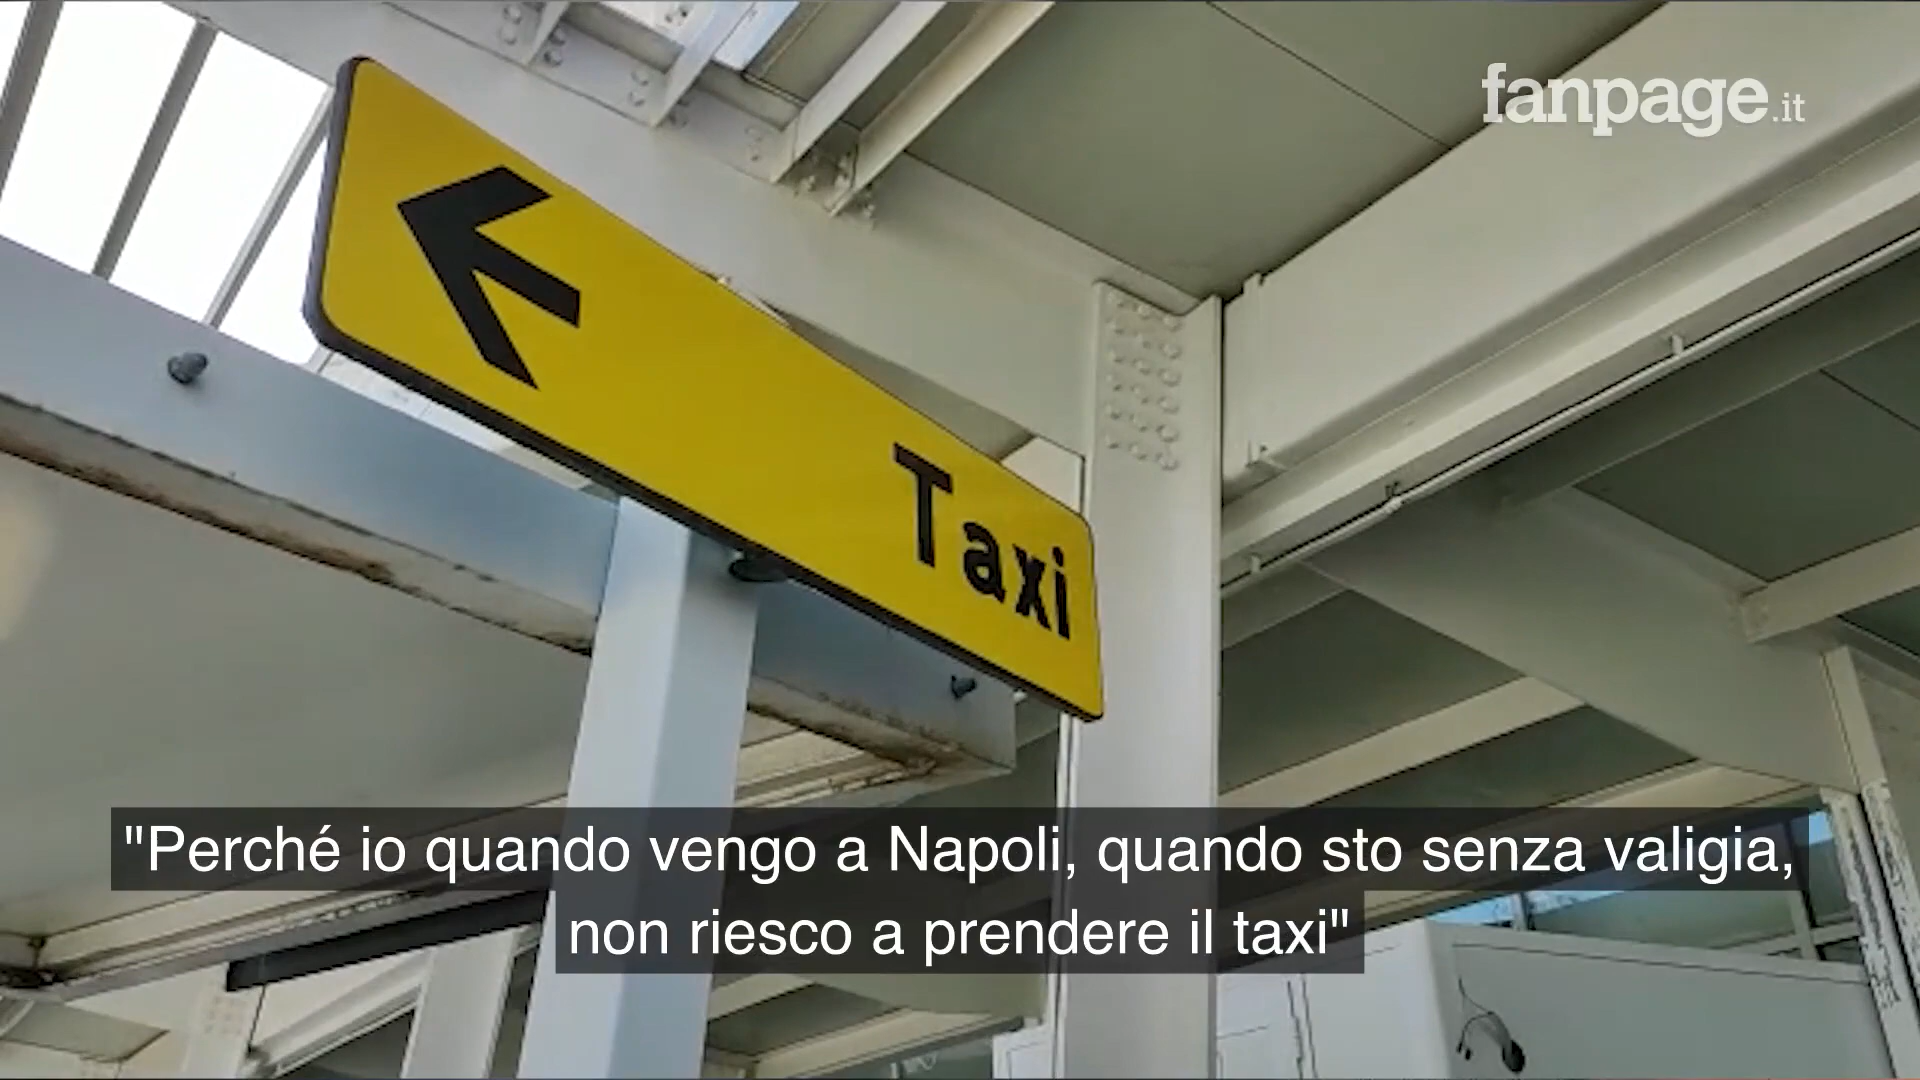 fanpage.it
Taxi
"Perché io quando vengo a Napoli, quando sto senza valigia,
non riesco a prendere il taxi"